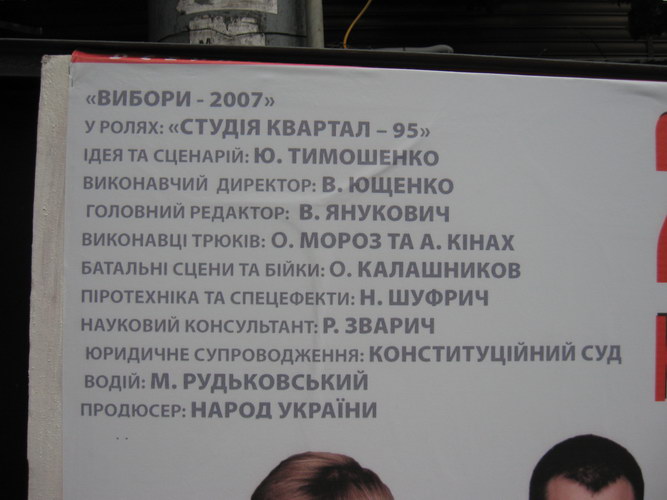 «ВИБОРИ - 2007»
У РОЛЯХ: «СТУДІЯ КВАРТАЛ – 95»
ІДЕЯ ТА СЦЕНАРІЙ: Ю. ТИМОШЕНКО
ВИКОНАВЧИЙ ДИРЕКТОР: В. ЮЩЕНКО
ГОЛОВНИЙ РЕДАКТОР: В. ЯНУКОВИЧ
ВИКОНАВЦІ ТРЮКІВ: О. МОРОЗ ТА А. КІНАХ
БАТАЛЬНІ СЦЕНИ ТА БІЙКИ: О. КАЛАШНИКОВ
ПІРОТЕХНІКА ТА СПЕЦЕФЕКТИ: Н. ШУФРИЧ
НАУКОВИЙ КОНСУЛЬТАНТ: Р. ЗВАРИЧ
ЮРИДИЧНЕ СУПРОВОДЖЕННЯ: КОНСТИТУЦІЙНИЙ СУД
ВОДІЙ: М. РУДЬКОВСЬКИЙ
ПРОДЮСЕР: НАРОД УКРАЇНИ